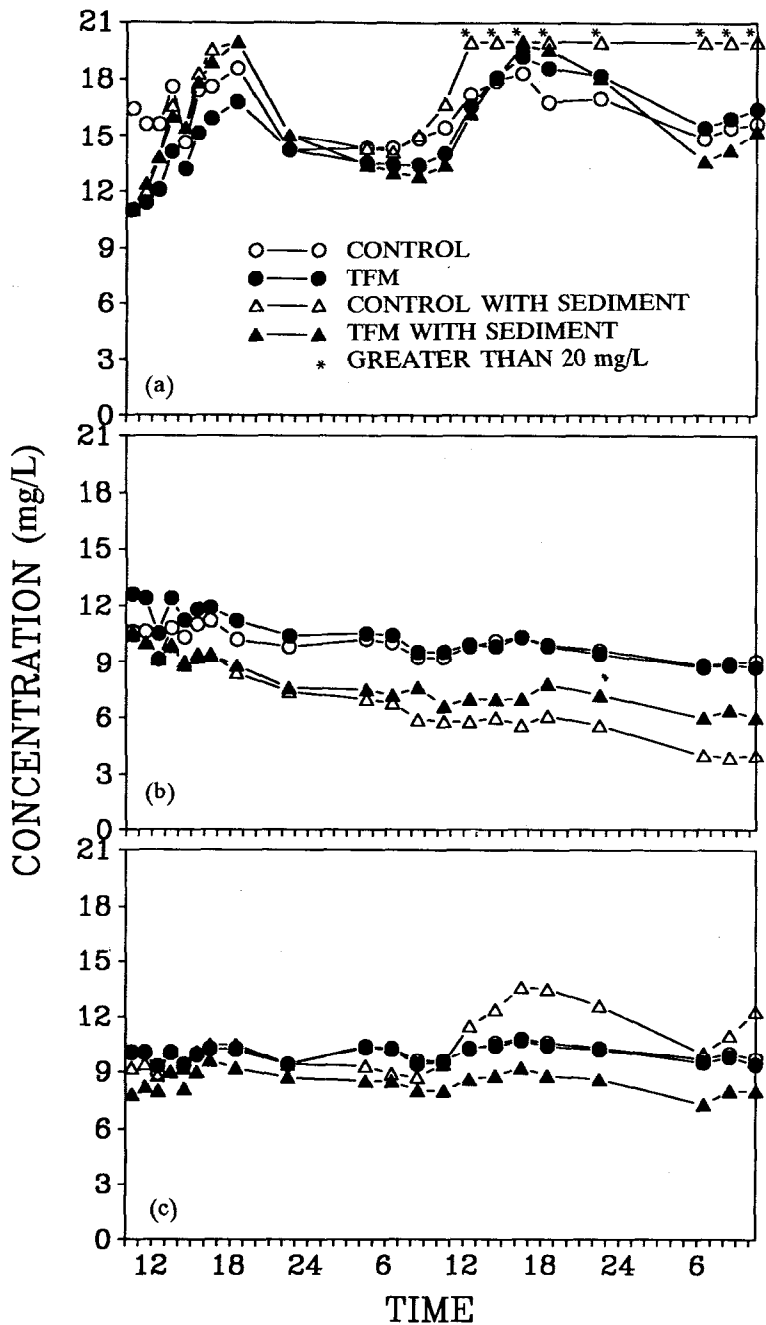 21
18
15
12
9
6
3
0
* * * * * * * *
CONTROL
TFM
CONTROL WITH SEDIMENT
TFM WITH SEDIMENT
* GREATER THAN 20 mg/L
(a)
CONCENTRATION (mg/L)
21
18
15
12
9
6
3
0
(b)
21
18
15
12
9
6
3
0
(c)
12 18 24 6 12 18 24 6
TIME